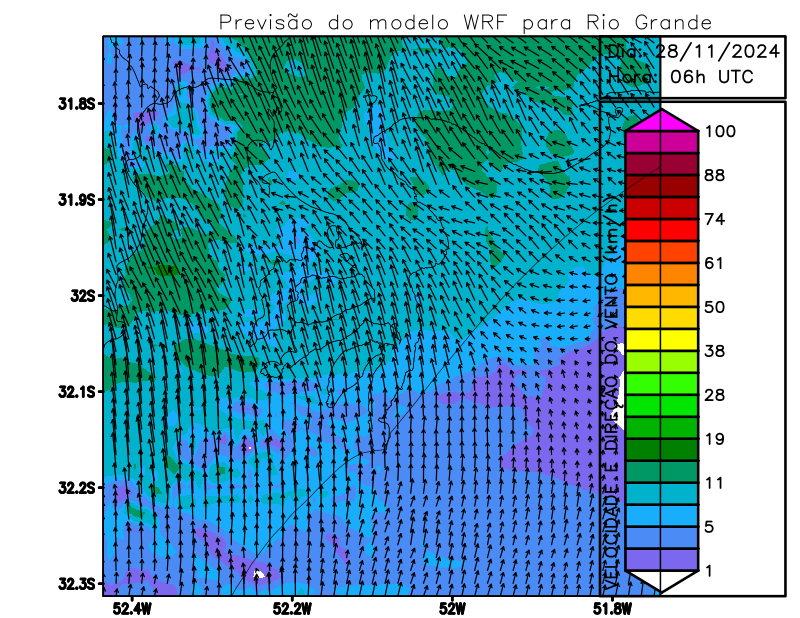 Previsão do modelo WRF para Rio Grande
Dia: 28/11/2024
Hora: 06h UTC
31.8S
31.9S
32S
32.1S
32.2S
32.3S
52.4W
52.2W
52W
51.8W
VELOCIDADE E DIREÇÃO DO VENTO (km/h)
100
88
74
61
50
38
28
19
11
5
1